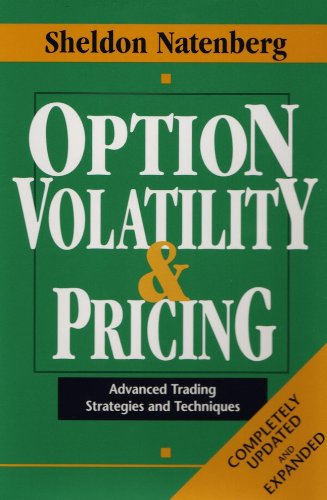 Sheldon Natenberg
OPTION
VOLATILITY
&
PRICING
Advanced Trading
Strategies and Techniques
COMPLETELY
UPDATED
AND
EXPANDED